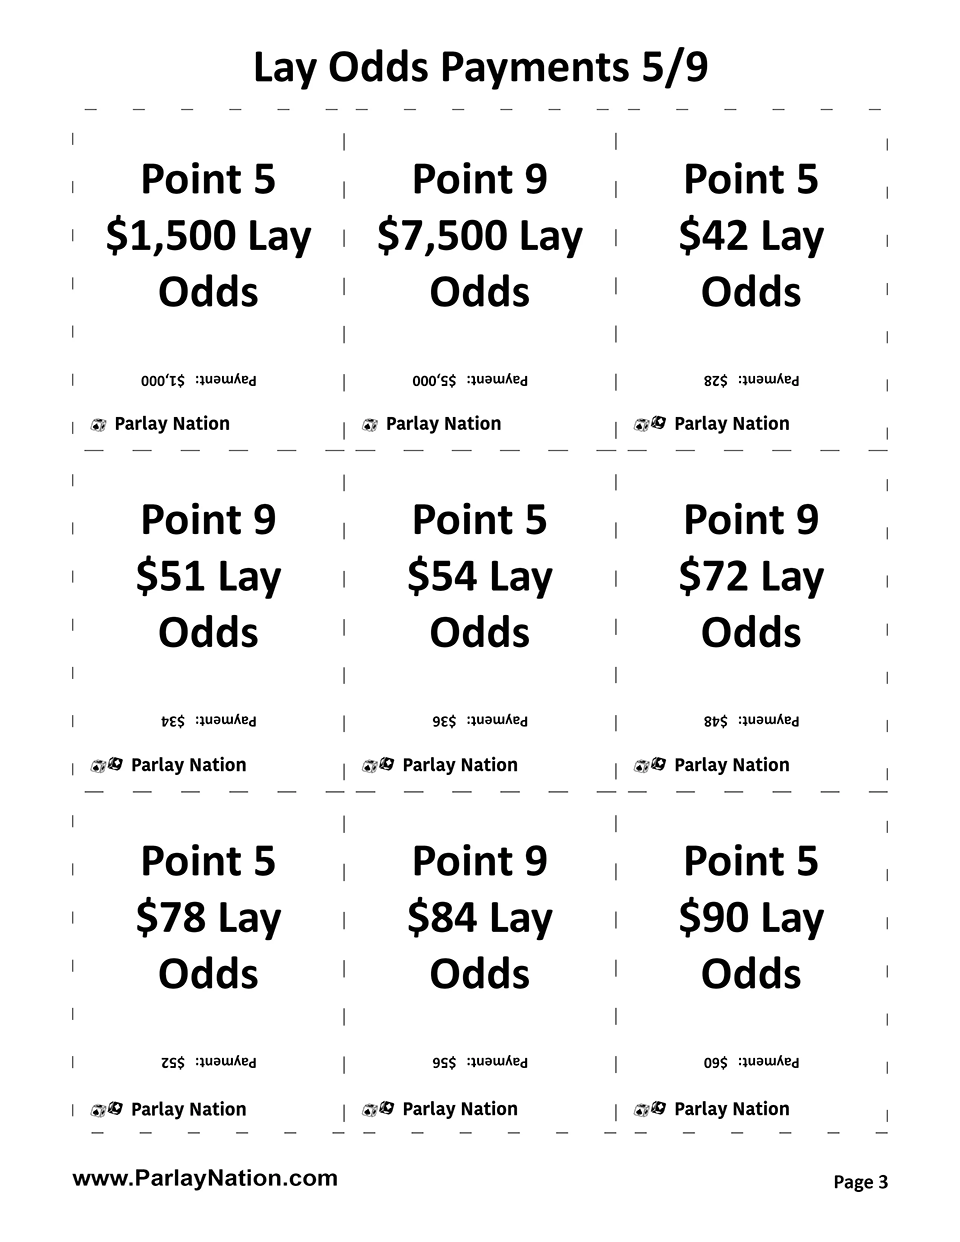 Lay Odds Payments 5/9
Point 5
$1,500 Lay
Odds
Payment: $1,000
Parlay Nation
Point 9
$7,500 Lay
Odds
Payment: $5,000
Parlay Nation
Point 5
$42 Lay
Odds
Payment: $28
Parlay Nation
Point 9
$51 Lay
Odds
Payment: $34
Parlay Nation
Point 5
$54 Lay
Odds
Payment: $36
Parlay Nation
Point 9
$72 Lay
Odds
Payment: $48
Parlay Nation
Point 5
$78 Lay
Odds
Payment: $52
Parlay Nation
Point 9
$84 Lay
Odds
Payment: $56
Parlay Nation
Point 5
$90 Lay
Odds
Payment: $60
Parlay Nation
www.ParlayNation.com
Page 3